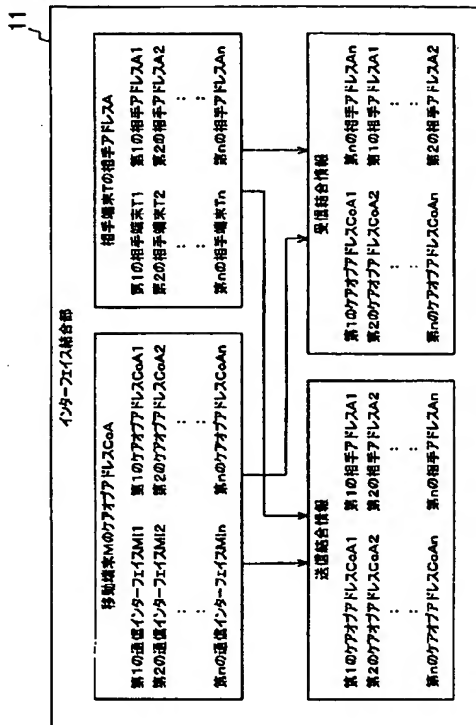 11
インターフェイス結合部
移動端末MのケアオブアドレスCoA
第1の通信インターフェイスMI1 第1のケアオブアドレスCoA1
第2の通信インターフェイスMI2 第2のケアオブアドレスCoA2
: :
: :
第nの通信インターフェイスMIn 第nのケアオブアドレスCoAn
相手端末Tの相手アドレスA
第1の相手端末T1 第1の相手アドレスA1
第2の相手端末T2 第2の相手アドレスA2
: :
: :
第nの相手端末Tn 第nの相手アドレスAn
送信結合情報
第1のケアオブアドレスCoA1 第1の相手アドレスA1
第2のケアオブアドレスCoA2 第2の相手アドレスA2
: :
: :
第nのケアオブアドレスCoAn 第nの相手アドレスAn
受信結合情報
第1のケアオブアドレスCoA1 第nの相手アドレスAn
第2のケアオブアドレスCoA2 第1の相手アドレスA1
: :
: :
第nのケアオブアドレスCoAn 第2の相手アドレスA2